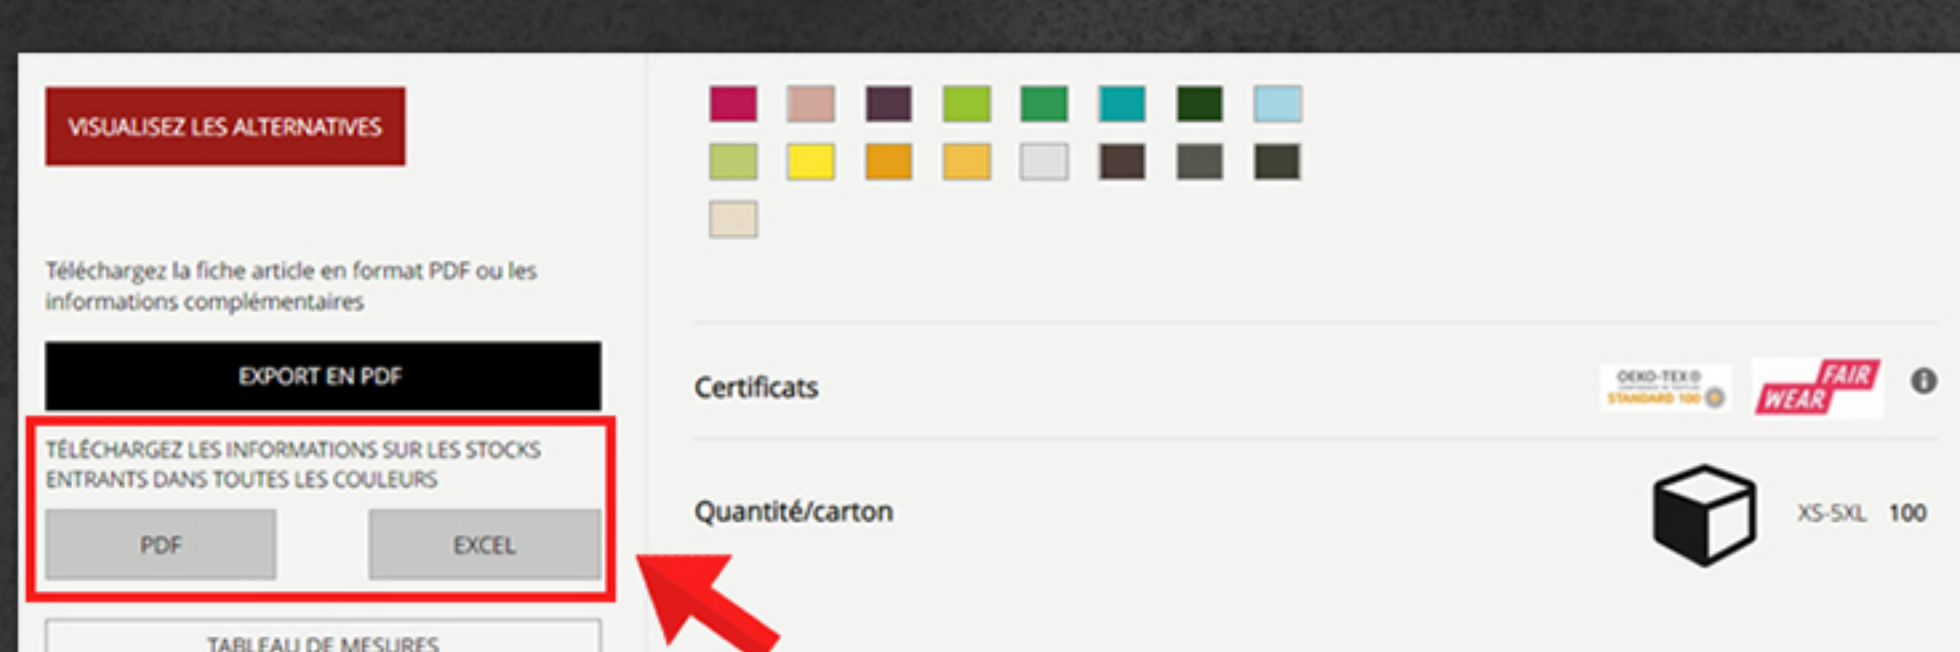 VISUALISEZ LES ALTERNATIVES
Téléchargez la fiche article en format PDF ou les
informations complémentaires
EXPORT EN PDF
TÉLÉCHARGEZ LES INFORMATIONS SUR LES STOCKS
ENTRANTS DANS TOUTES LES COULEURS
PDF
EXCEL
TABLEAU DE MESURES
Certificats
OEKO-TEX®
STANDARD 100
FAIR
WEAR
Quantité/carton
XS-5XL 100